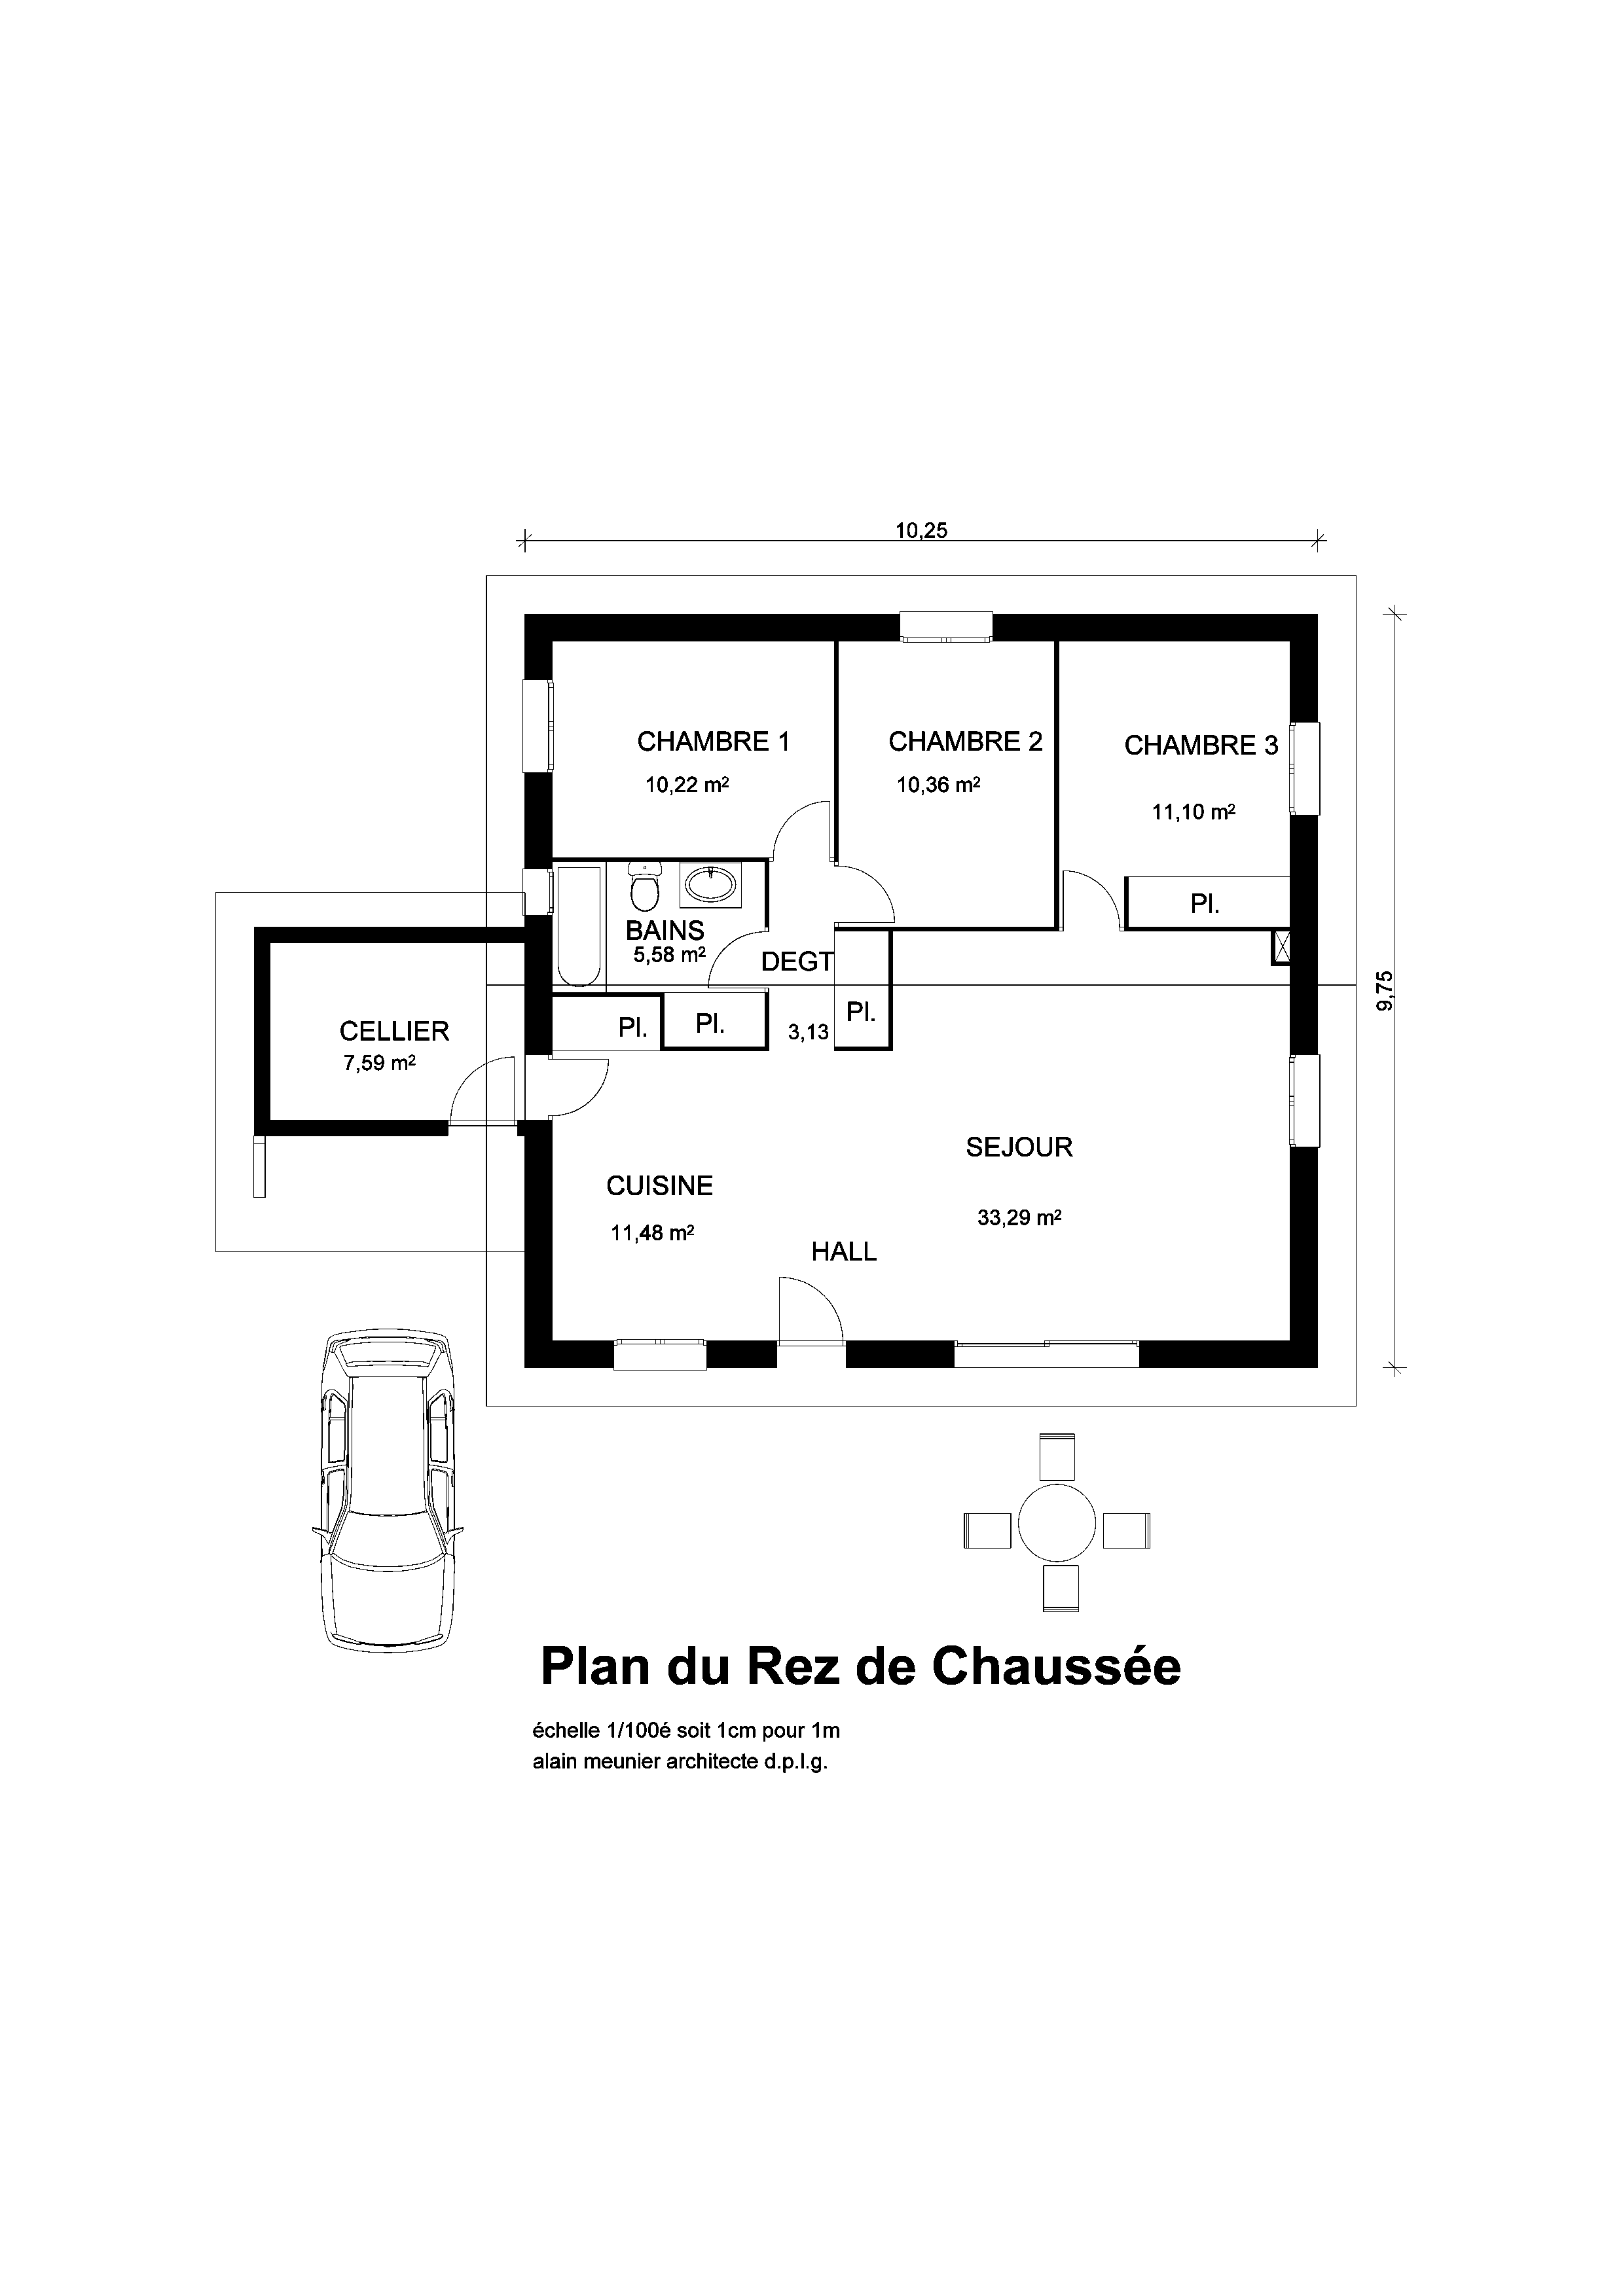 10,25
CHAMBRE 1
10,22 m²
CHAMBRE 2
10,36 m²
CHAMBRE 3
11,10 m²
Pl.
BAINS
5,58 m²
DEGT
9,75
Pl.
Pl.
Pl.
3,13
CELLIER
7,59 m²
SEJOUR
33,29 m²
CUISINE
11,48 m²
HALL
Plan du Rez de Chaussée
échelle 1/100é soit 1cm pour 1m
alain meunier architecte d.p.l.g.